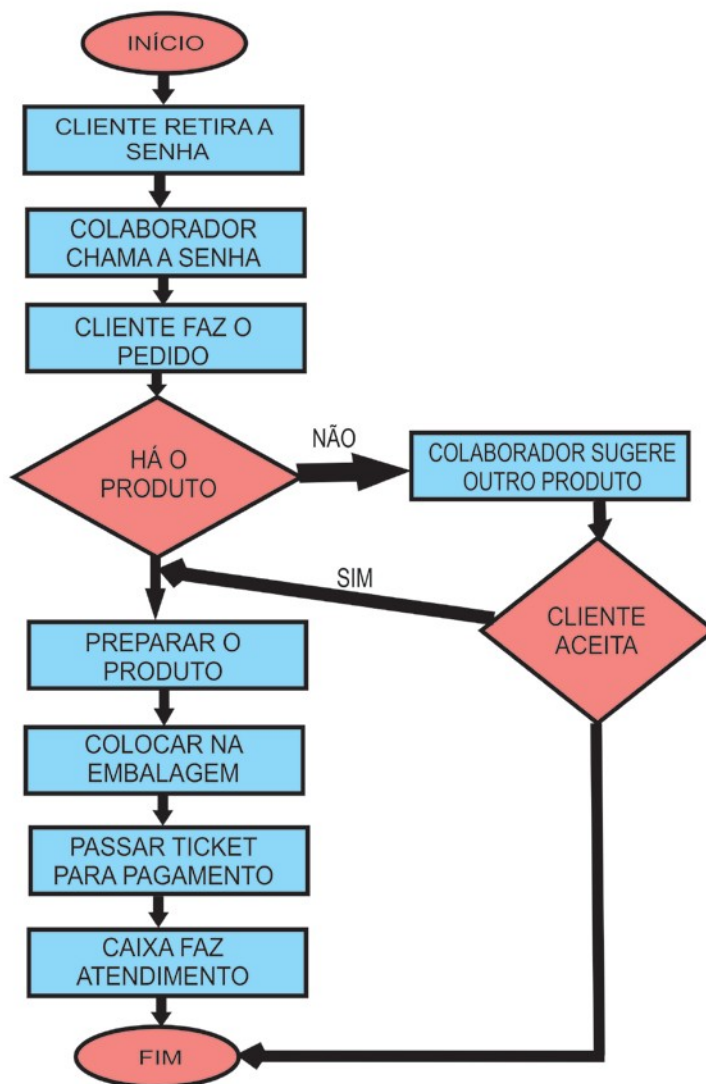 INÍCIO
CLIENTE RETIRA A
SENHA
COLABORADOR
CHAMA A SENHA
CLIENTE FAZ O
PEDIDO
HÁ O
PRODUTO
NÃO
COLABORADOR SUGERE
OUTRO PRODUTO
CLIENTE
ACEITA
SIM
PREPARAR O
PRODUTO
COLOCAR NA
EMBALAGEM
PASSAR TICKET
PARA PAGAMENTO
CAIXA FAZ
ATENDIMENTO
FIM